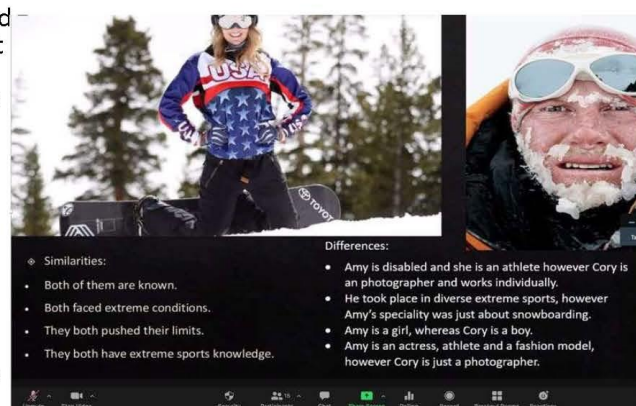 d
t
USA
TOYOTA
Similarities:
Both of them are known.
Both faced extreme conditions.
They both pushed their limits.
They both have extreme sports knowledge.
Differences:
Amy is disabled and she is an athlete however Cory is
an photographer and works individually.
He took place in diverse extreme sports, however
Amy's speciality was just about snowboarding.
Amy is a girl, whereas Cory is a boy.
Amy is an actress, athlete and a fashion model,
however Cory is just a photographer.